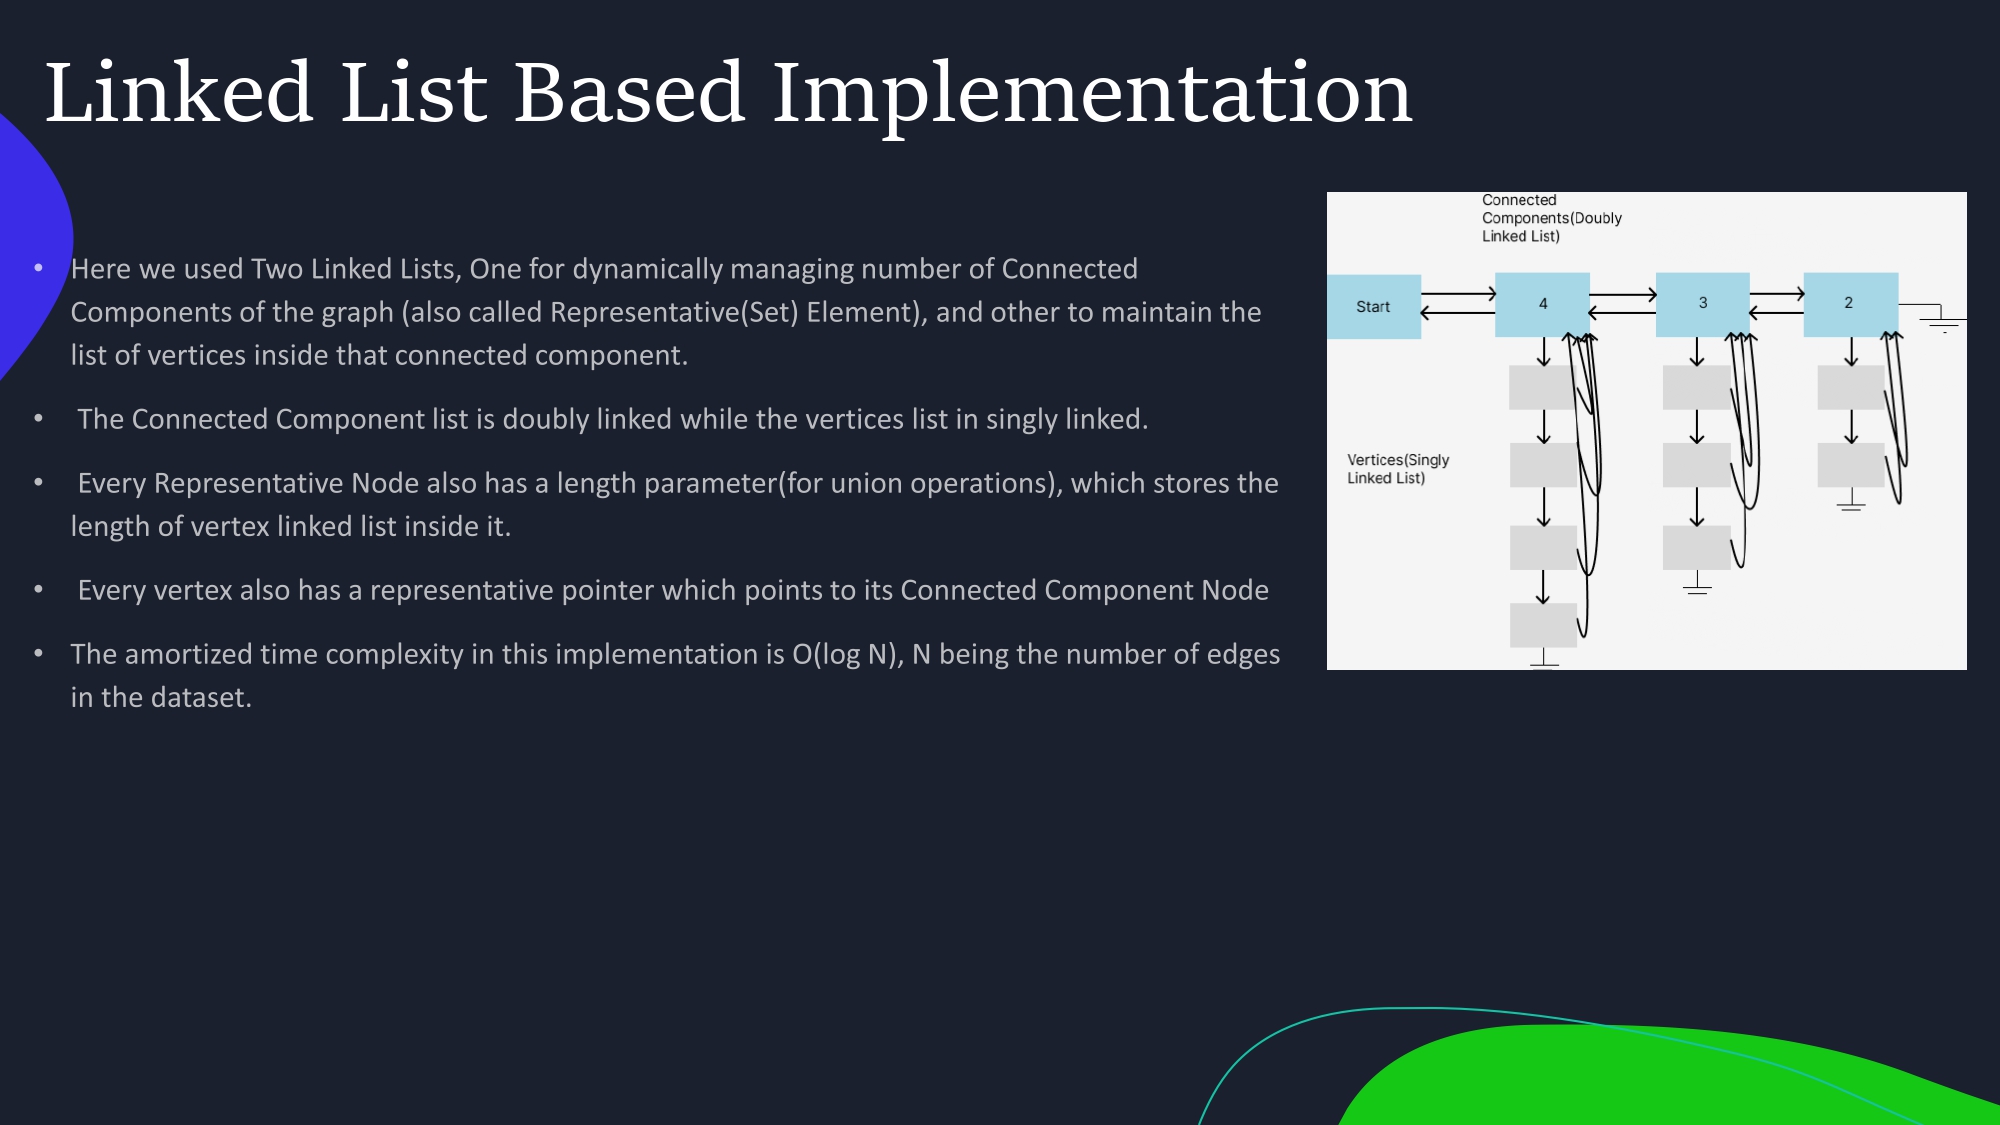 Linked List Based Implementation
• Here we used Two Linked Lists, One for dynamically managing number of Connected
Components of the graph (also called Representative(Set) Element), and other to maintain the
list of vertices inside that connected component.
• The Connected Component list is doubly linked while the vertices list in singly linked.
• Every Representative Node also has a length parameter(for union operations), which stores the
length of vertex linked list inside it.
• Every vertex also has a representative pointer which points to its Connected Component Node
• The amortized time complexity in this implementation is O(log N), N being the number of edges
in the dataset.
Connected
Components(Doubly
Linked List)
Start
4
3
2
Vertices(Singly
Linked List)